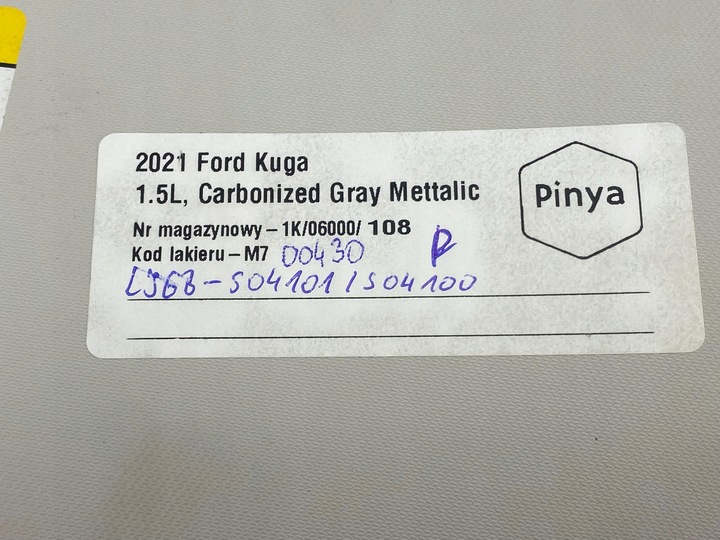 2021 Ford Kuga
1.5L, Carbonized Gray Mettalic
Pinya
Nr magazynowy – 1K/06000/ 108
Kod lakieru – M7 00430 P
LJ6B-S04101/S04100